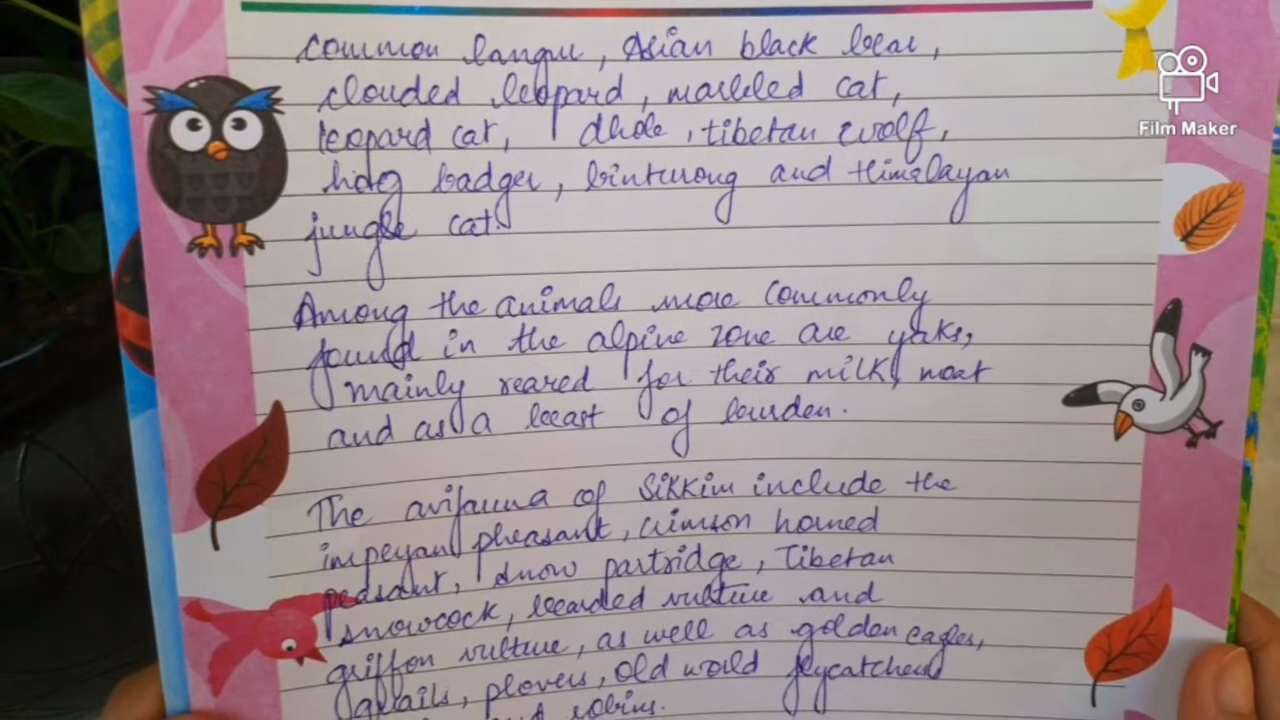 common langur, Asian black bear,
clouded leopard, marbled cat,
leopard cat, dhole, tibetan wolf,
hog badger, binturong and Himalayan
jungle cat.
Among the animals more commonly
found in the alpine zone are yaks,
mainly reared for their milk, meat
and as a beast of burden.
The avifauna of Sikkim include the
impeyan pheasant, crimson horned
peasant, snow partridge, Tibetan
snowcock, bearded vulture and
griffon vulture, as well as golden eagles,
quails, plovers, old world flycatchers
and robins.
Film Maker